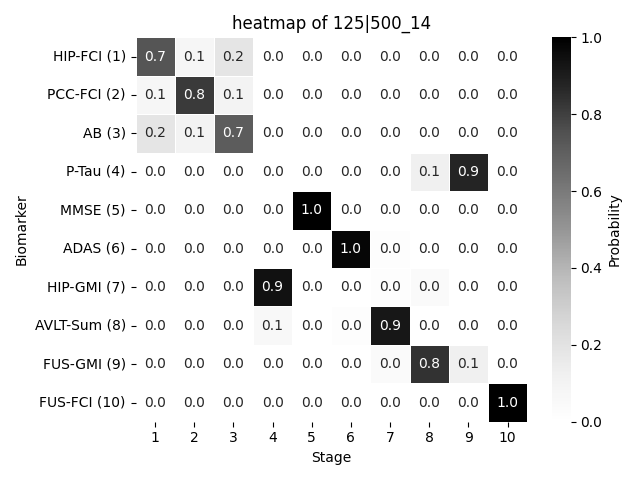 heatmap of 125|500_14
HIP-FCI (1) 0.7 0.1 0.2 0.0 0.0 0.0 0.0 0.0 0.0 0.0
PCC-FCI (2) 0.1 0.8 0.1 0.0 0.0 0.0 0.0 0.0 0.0 0.0
AB (3) 0.2 0.1 0.7 0.0 0.0 0.0 0.0 0.0 0.0 0.0
P-Tau (4) 0.0 0.0 0.0 0.0 0.0 0.0 0.0 0.1 0.9 0.0
MMSE (5) 0.0 0.0 0.0 0.0 1.0 0.0 0.0 0.0 0.0 0.0
ADAS (6) 0.0 0.0 0.0 0.0 0.0 1.0 0.0 0.0 0.0 0.0
HIP-GMI (7) 0.0 0.0 0.0 0.9 0.0 0.0 0.0 0.0 0.0 0.0
AVLT-Sum (8) 0.0 0.0 0.0 0.1 0.0 0.0 0.9 0.0 0.0 0.0
FUS-GMI (9) 0.0 0.0 0.0 0.0 0.0 0.0 0.0 0.8 0.1 0.0
FUS-FCI (10) 0.0 0.0 0.0 0.0 0.0 0.0 0.0 0.0 0.0 1.0
1 2 3 4 5 6 7 8 9 10
Stage
Biomarker
1.0
0.8
0.6
0.4
0.2
0.0
Probability